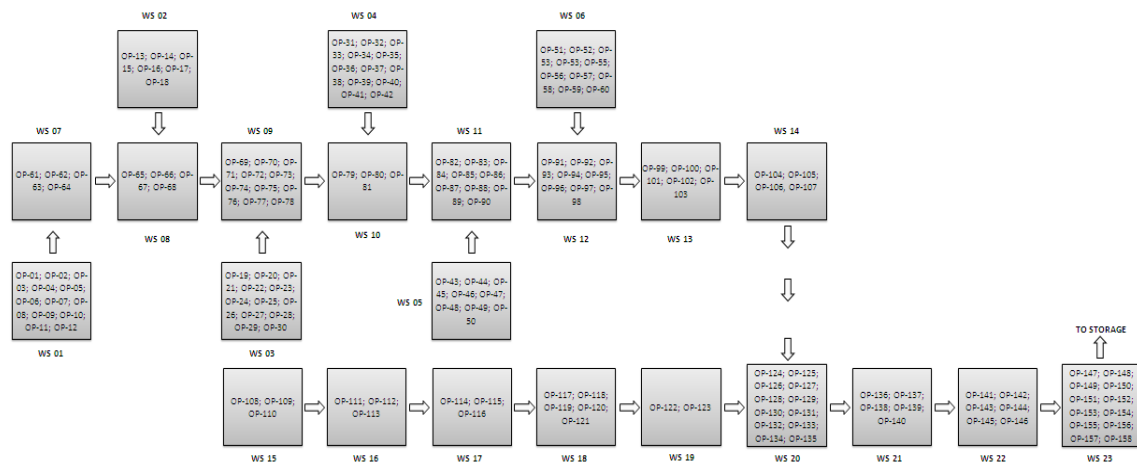 WS 02
WS 04
WS 06
OP-13; OP-14; OP-
15; OP-16; OP-17;
OP-18
OP-31; OP-32; OP-
33; OP-34; OP-35;
OP-36; OP-37; OP-
38; OP-39; OP-40;
OP-41; OP-42
OP-51; OP-52; OP-
53; OP-53; OP-55;
OP-56; OP-57; OP-
58; OP-59; OP-60
WS 07
WS 09
WS 11
WS 14
OP-61; OP-62; OP-
63; OP-64
OP-65; OP-66; OP-
67; OP-68
OP-69; OP-70; OP-
71; OP-72; OP-73;
OP-74; OP-75; OP-
76; OP-77; OP-78
OP-79; OP-80; OP-
81
OP-82; OP-83; OP-
84; OP-85; OP-86;
OP-87; OP-88; OP-
89; OP-90
OP-91; OP-92; OP-
93; OP-94; OP-95;
OP-96; OP-97; OP-
98
OP-99; OP-100; OP-
101; OP-102; OP-
103
OP-104; OP-105;
OP-106; OP-107
WS 08
WS 10
WS 12
WS 13
OP-01; OP-02; OP-
03; OP-04; OP-05;
OP-06; OP-07; OP-
08; OP-09; OP-10;
OP-11; OP-12
OP-19; OP-20; OP-
21; OP-22; OP-23;
OP-24; OP-25; OP-
26; OP-27; OP-28;
OP-29; OP-30
WS 05
OP-43; OP-44; OP-
45; OP-46; OP-47;
OP-48; OP-49; OP-
50
WS 01
WS 03
TO STORAGE
OP-108; OP-109;
OP-110
OP-111; OP-112;
OP-113
OP-114; OP-115;
OP-116
OP-117; OP-118;
OP-119; OP-120;
OP-121
OP-122; OP-123
OP-124; OP-125;
OP-126; OP-127;
OP-128; OP-129;
OP-130; OP-131;
OP-132; OP-133;
OP-134; OP-135
OP-136; OP-137;
OP-138; OP-139;
OP-140
OP-141; OP-142;
OP-143; OP-144;
OP-145; OP-146
OP-147; OP-148;
OP-149; OP-150;
OP-151; OP-152;
OP-153; OP-154;
OP-155; OP-156;
OP-157; OP-158
WS 15
WS 16
WS 17
WS 18
WS 19
WS 20
WS 21
WS 22
WS 23